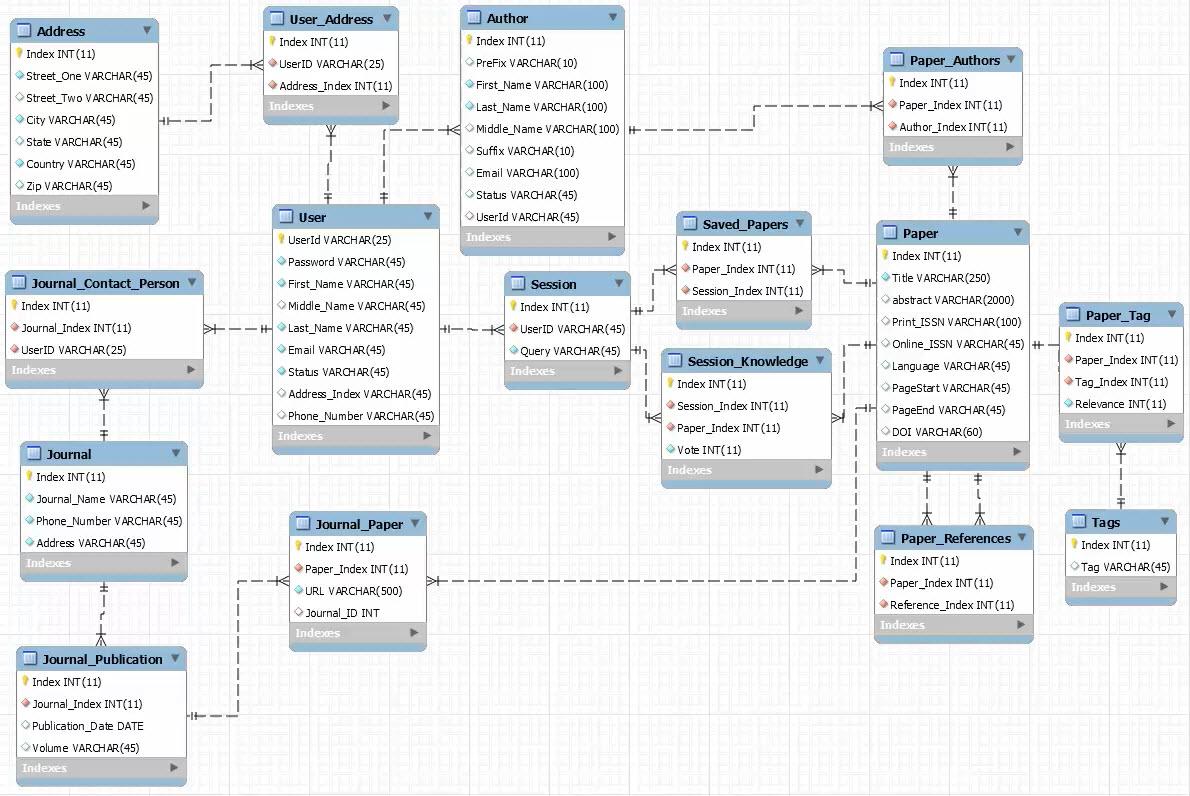 Address
Index INT(11)
Street_One VARCHAR(45)
Street_Two VARCHAR(45)
City VARCHAR(45)
State VARCHAR(45)
Country VARCHAR(45)
Zip VARCHAR(45)
Indexes
User_Address
Index INT(11)
UserID VARCHAR(25)
Address_Index INT(11)
Indexes
Author
Index INT(11)
PreFix VARCHAR(10)
First_Name VARCHAR(100)
Last_Name VARCHAR(100)
Middle_Name VARCHAR(100)
Suffix VARCHAR(10)
Email VARCHAR(100)
Status VARCHAR(45)
UserId VARCHAR(45)
Indexes
Paper_Authors
Index INT(11)
Paper_Index INT(11)
Author_Index INT(11)
Indexes
User
UserId VARCHAR(25)
Password VARCHAR(45)
First_Name VARCHAR(45)
Middle_Name VARCHAR(45)
Last_Name VARCHAR(45)
Email VARCHAR(45)
Status VARCHAR(45)
Address_Index VARCHAR(45)
Phone_Number VARCHAR(45)
Indexes
Saved_Papers
Index INT(11)
Paper_Index INT(11)
Session_Index INT(11)
Indexes
Paper
Index INT(11)
Title VARCHAR(250)
abstract VARCHAR(2000)
Print_ISSN VARCHAR(100)
Online_ISSN VARCHAR(45)
Language VARCHAR(45)
PageStart VARCHAR(45)
PageEnd VARCHAR(45)
DOI VARCHAR(60)
Indexes
Journal_Contact_Person
Index INT(11)
Journal_Index INT(11)
UserID VARCHAR(25)
Indexes
Session
Index INT(11)
UserID VARCHAR(45)
Query VARCHAR(45)
Indexes
Paper_Tag
Index INT(11)
Paper_Index INT(11)
Tag_Index INT(11)
Relevance INT(11)
Indexes
Session_Knowledge
Index INT(11)
Session_Index INT(11)
Paper_Index INT(11)
Vote INT(11)
Indexes
Journal
Index INT(11)
Journal_Name VARCHAR(45)
Phone_Number VARCHAR(45)
Address VARCHAR(45)
Indexes
Journal_Paper
Index INT(11)
Paper_Index INT(11)
URL VARCHAR(500)
Journal_ID INT
Indexes
Paper_References
Index INT(11)
Paper_Index INT(11)
Reference_Index INT(11)
Indexes
Tags
Index INT(11)
Tag VARCHAR(45)
Indexes
Journal_Publication
Index INT(11)
Journal_Index INT(11)
Publication_Date DATE
Volume VARCHAR(45)
Indexes